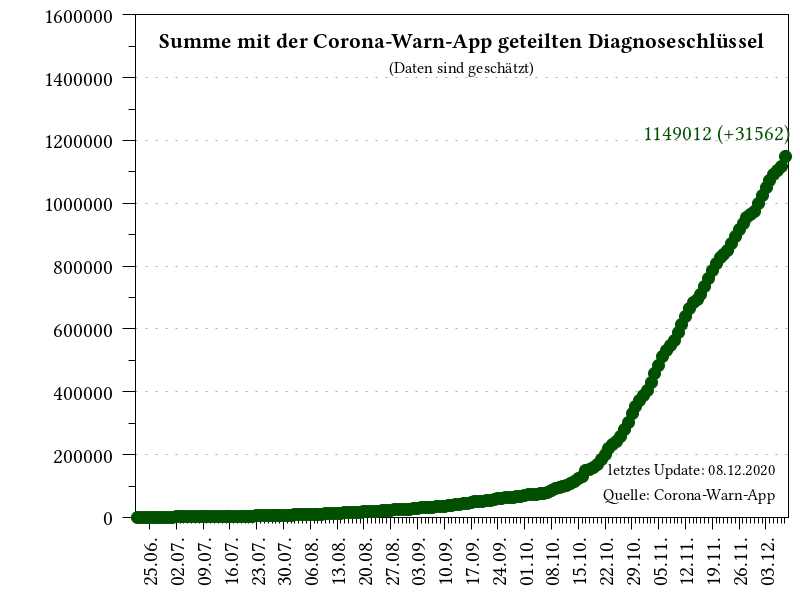 Summe mit der Corona-Warn-App geteilten Diagnoseschlüssel
(Daten sind geschätzt)
1149012 (+31562)
1600000
1400000
1200000
1000000
800000
600000
400000
200000
0
letztes Update: 08.12.2020
Quelle: Corona-Warn-App
25.06. 02.07. 09.07. 16.07. 23.07. 30.07. 06.08. 13.08. 20.08. 27.08. 03.09. 10.09. 17.09. 24.09. 01.10. 08.10. 15.10. 22.10. 29.10. 05.11. 12.11. 19.11. 26.11. 03.12.